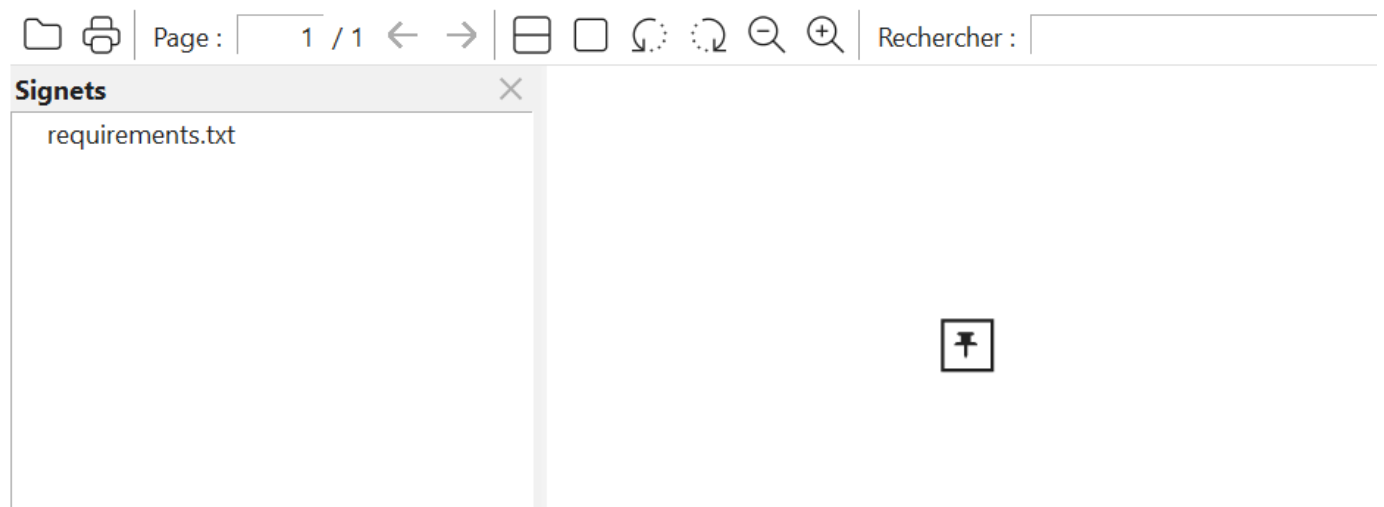 Page : 1 / 1 Rechercher :
Signets
requirements.txt